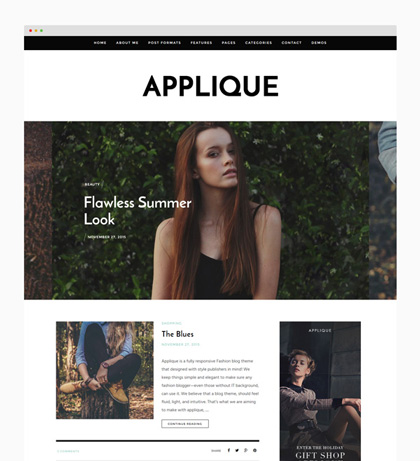 HOME ABOUT ME POST FORMATS FEATURES PAGES CATEGORIES CONTACT DEMOS
APPLIQUE
BEAUTY
Flawless Summer
Look
NOVEMBER 27, 2015
The Blues
NOVEMBER 27, 2015
Applique is a fully responsive Fashion blog theme
that designed with style publishers in mind! We
keep things simple and elegant to make sure any
fashion blogger—even those without IT background,
can use it. We believe that a blog theme, should feel
fluid, light, and intuitive. That's what we are aiming
to make with applique, ...
CONTINUE READING
COMMENTS
SHARE
APPLIQUE
ENTER THE HOLIDAY
GIFT SHOP